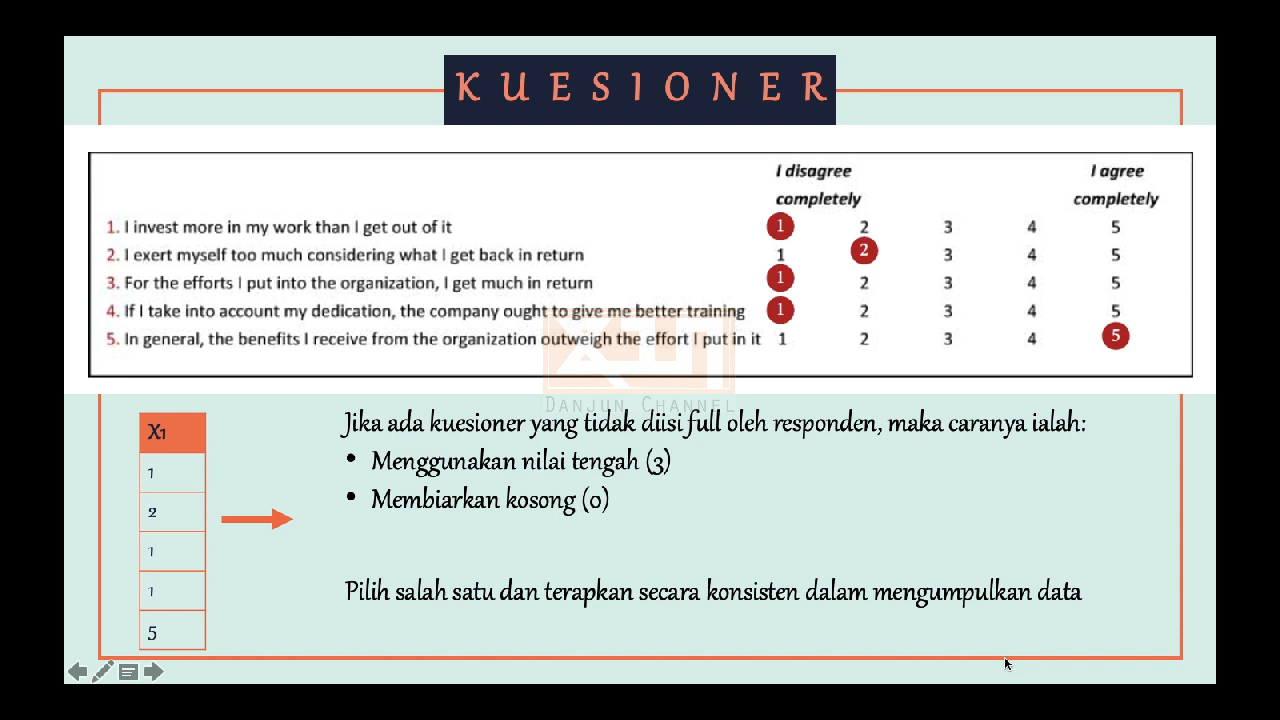 KUESIONER
I disagree completely
I agree completely
1. I invest more in my work than I get out of it 1 2 3 4 5
2. I exert myself too much considering what I get back in return 1 2 3 4 5
3. For the efforts I put into the organization, I get much in return 1 2 3 4 5
4. If I take into account my dedication, the company ought to give me better training 1 2 3 4 5
5. In general, the benefits I receive from the organization outweigh the effort I put in it 1 2 3 4 5
DANJUN CHANNEL
X1
1
2
1
1
5
Jika ada kuesioner yang tidak diisi full oleh responden, maka caranya ialah:
• Menggunakan nilai tengah (3)
• Membiarkan kosong (0)
Pilih salah satu dan terapkan secara konsisten dalam mengumpulkan data